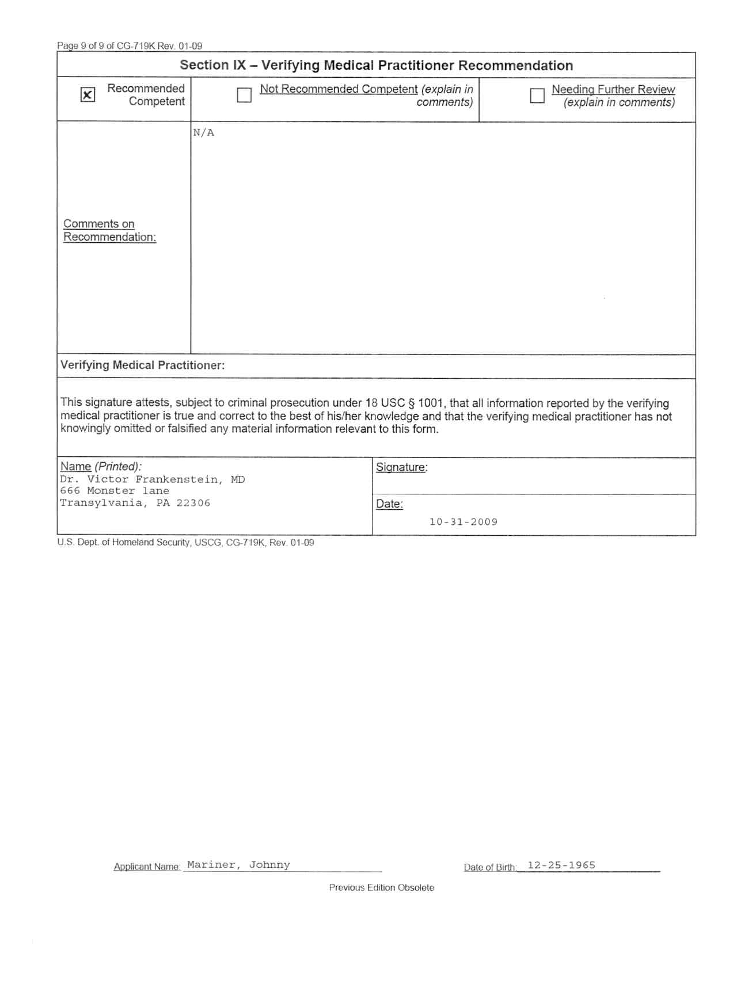 Page 9 of 9 of CG-719K Rev. 01-09
Section IX – Verifying Medical Practitioner Recommendation
Recommended
Competent
Not Recommended Competent (explain in
comments)
Needing Further Review
(explain in comments)
N/A
Comments on
Recommendation:
Verifying Medical Practitioner:
This signature attests, subject to criminal prosecution under 18 USC § 1001, that all information reported by the verifying
medical practitioner is true and correct to the best of his/her knowledge and that the verifying medical practitioner has not
knowingly omitted or falsified any material information relevant to this form.
Name (Printed):
Dr. Victor Frankenstein, MD
666 Monster lane
Transylvania, PA 22306
Signature:
Date:
10-31-2009
U.S. Dept. of Homeland Security, USCG, CG-719K, Rev. 01-09
Applicant Name: Mariner, Johnny
Date of Birth: 12-25-1965
Previous Edition Obsolete